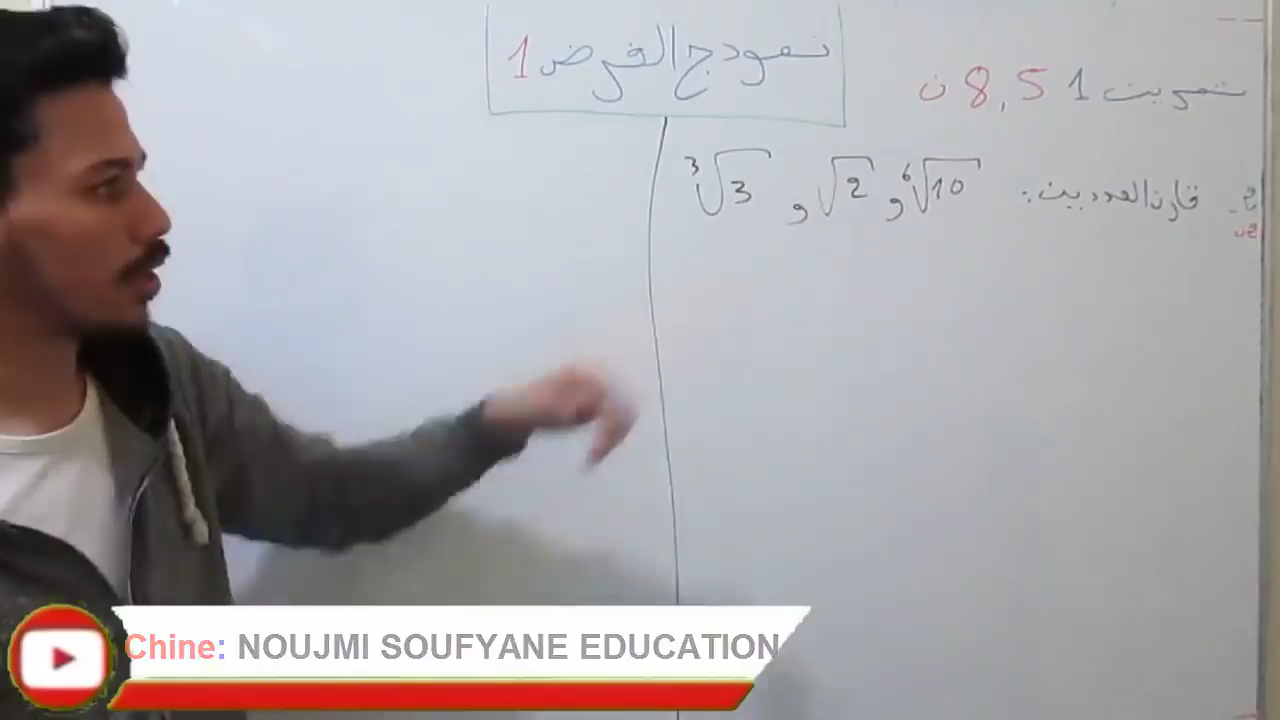 نموذج الفرض 1
تمرين 1 8,5 ن
قارن العددين: ⁶√10 و √2 و ³√3
Chine: NOUJMI SOUFYANE EDUCATION